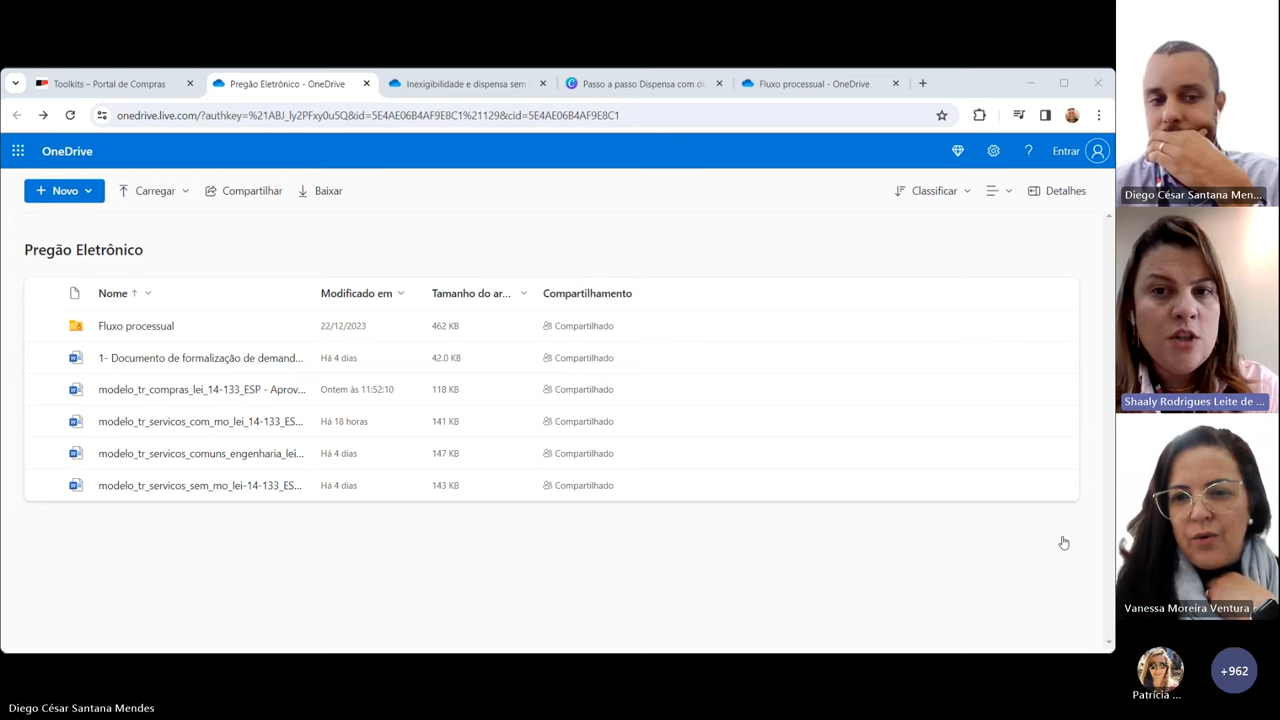 Toolkits – Portal de Compras
Pregão Eletrônico - OneDrive
Inexigibilidade e dispensa sem
Passo a passo Dispensa com di
Fluxo processual - OneDrive
onedrive.live.com/?authkey=%21ABJ_ly2PFxy0u5Q&id=5E4AE06B4AF9E8C1%21129&cid=5E4AE06B4AF9E8C1
OneDrive
Entrar
Novo
Carregar
Compartilhar
Baixar
Classificar
Detalhes
Pregão Eletrônico
Nome
Modificado em
Tamanho do ar...
Compartilhamento
Fluxo processual 22/12/2023 462 KB Compartilhado
1- Documento de formalização de demand... Há 4 dias 42.0 KB Compartilhado
modelo_tr_compras_lei_14-133_ESP - Aprov... Ontem às 11:52:10 118 KB Compartilhado
modelo_tr_servicos_com_mo_lei_14-133_ES... Há 18 horas 141 KB Compartilhado
modelo_tr_servicos_comuns_engenharia_lei... Há 4 dias 147 KB Compartilhado
modelo_tr_servicos_sem_mo_lei-14-133_ES... Há 4 dias 143 KB Compartilhado
Diego César Santana Men...
Shaaly Rodrigues Leite de ...
Vanessa Moreira Ventura
Patrícia ...
+962
Diego César Santana Mendes